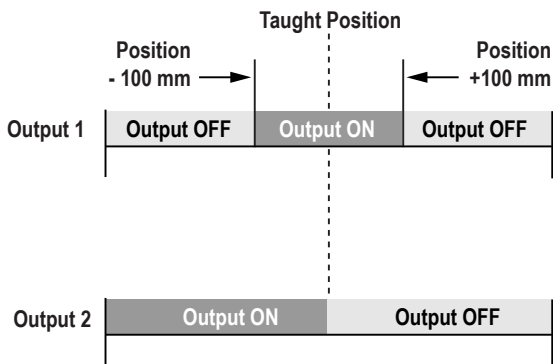 Taught Position
Position
- 100 mm
Position
+100 mm
Output 1
Output OFF
Output ON
Output OFF
Output 2
Output ON
Output OFF